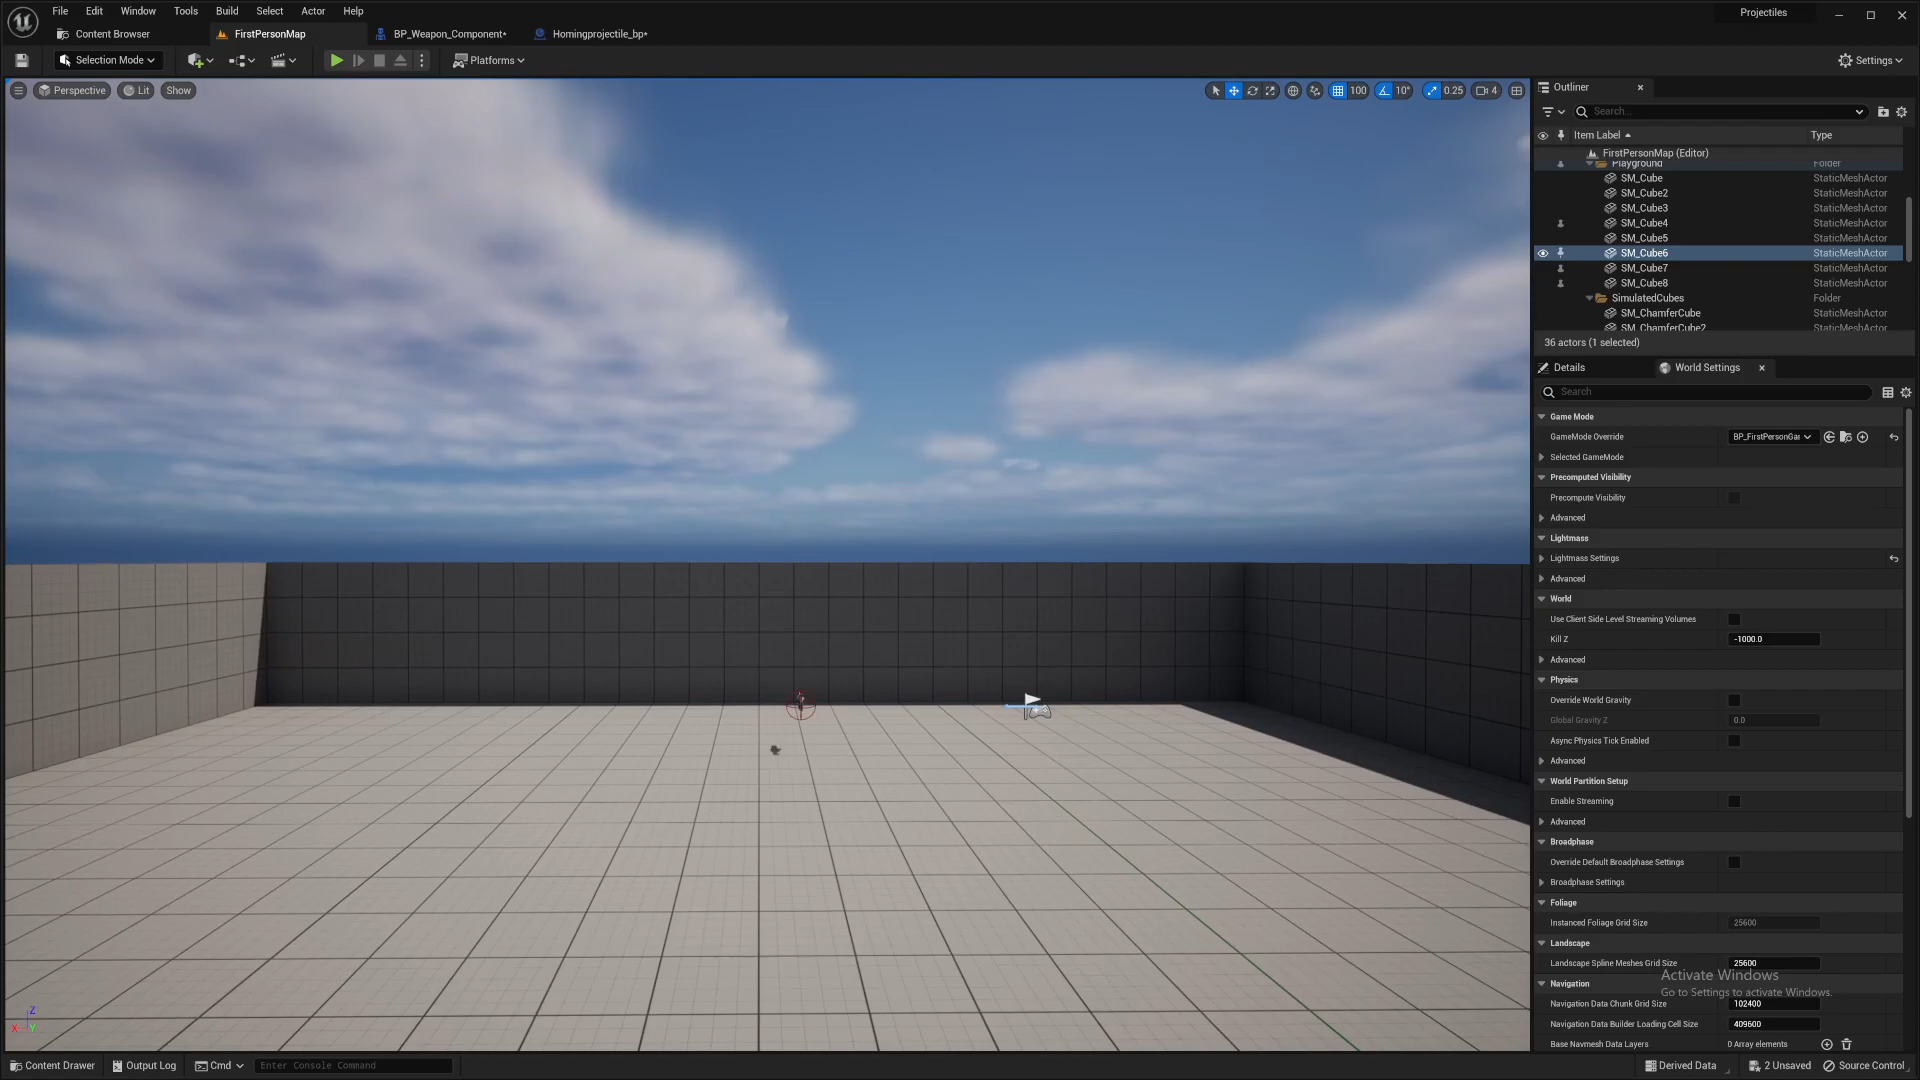 File Edit Window Tools Build Select Actor Help
Projectiles
Content Browser FirstPersonMap BP_Weapon_Component* Homingprojectile_bp*
Selection Mode Platforms Settings
Perspective Lit Show 100 10° 0.25 4
Outliner
Search...
Item Label Type
FirstPersonMap (Editor)
Playground Folder
SM_Cube StaticMeshActor
SM_Cube2 StaticMeshActor
SM_Cube3 StaticMeshActor
SM_Cube4 StaticMeshActor
SM_Cube5 StaticMeshActor
SM_Cube6 StaticMeshActor
SM_Cube7 StaticMeshActor
SM_Cube8 StaticMeshActor
SimulatedCubes Folder
SM_ChamferCube StaticMeshActor
SM_ChamferCube2 StaticMeshActor
36 actors (1 selected)
Details World Settings
Search
Game Mode
GameMode Override BP_FirstPersonGa
Selected GameMode
Precomputed Visibility
Precompute Visibility
Advanced
Lightmass
Lightmass Settings
Advanced
World
Use Client Side Level Streaming Volumes
Kill Z -1000.0
Advanced
Physics
Override World Gravity
Global Gravity Z 0.0
Async Physics Tick Enabled
Advanced
World Partition Setup
Enable Streaming
Advanced
Broadphase
Override Default Broadphase Settings
Broadphase Settings
Foliage
Instanced Foliage Grid Size 25600
Landscape
Landscape Spline Meshes Grid Size 25600
Activate Windows
Navigation
Go to Settings to activate Windows.
Navigation Data Chunk Grid Size 102400
Navigation Data Builder Loading Cell Size 409600
Base Navmesh Data Layers 0 Array elements
Z
X Y
Content Drawer Output Log Cmd Enter Console Command Derived Data 2 Unsaved Source Control